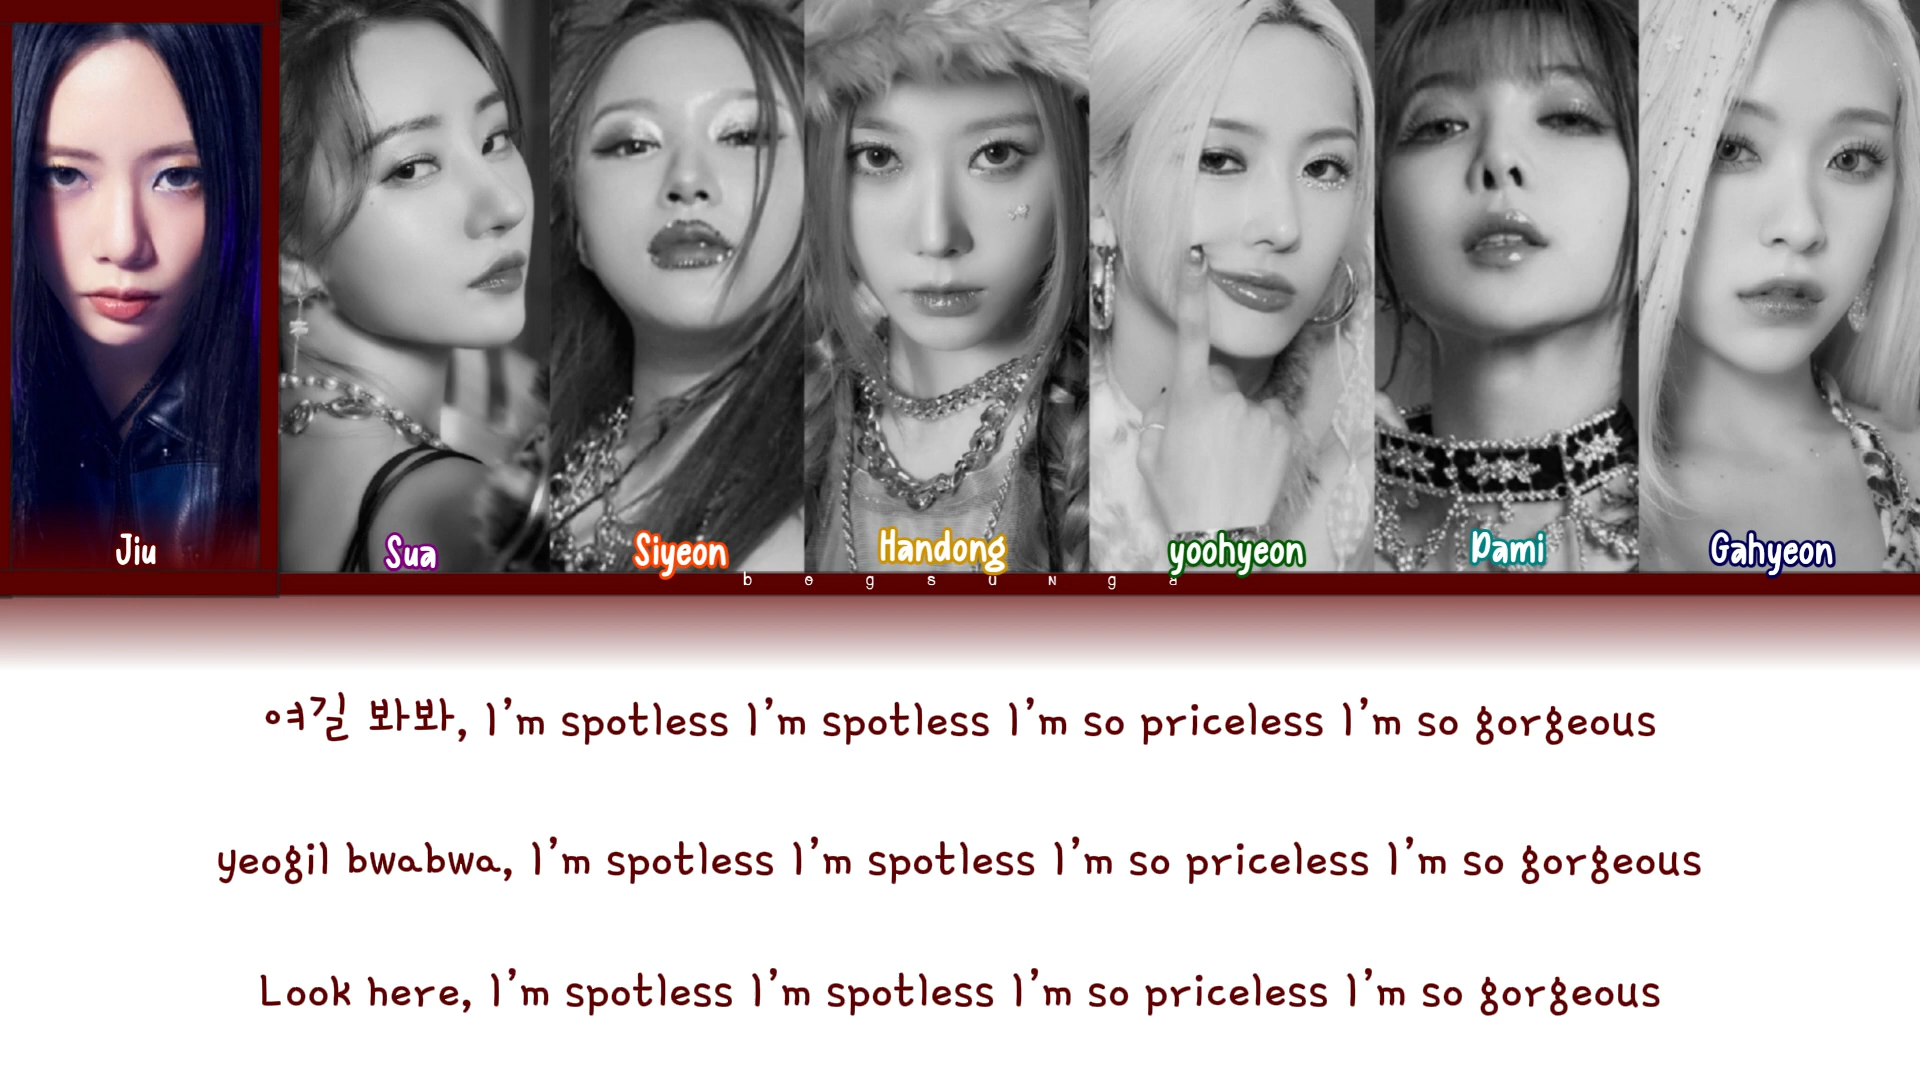 Jiu Sua Siyeon Handong yoohyeon Dami Gahyeon
여길 봐봐, I'm spotless I'm spotless I'm so priceless I'm so gorgeous
yeogil bwabwa, I'm spotless I'm spotless I'm so priceless I'm so gorgeous
Look here, I'm spotless I'm spotless I'm so priceless I'm so gorgeous